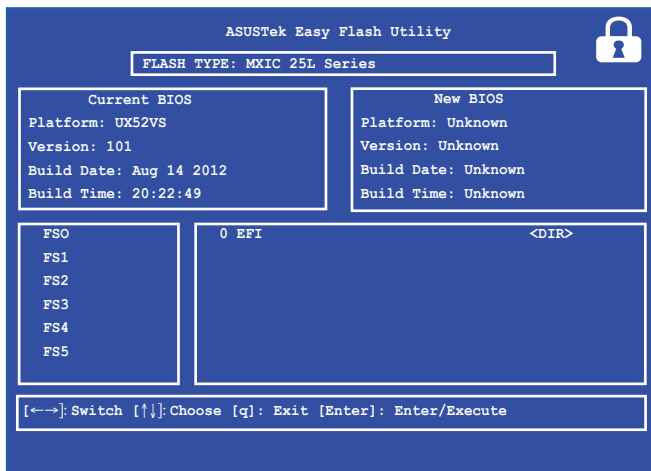 ASUSTek Easy Flash Utility
FLASH TYPE: MXIC 25L Series
Current BIOS
Platform: UX52VS
Version: 101
Build Date: Aug 14 2012
Build Time: 20:22:49
New BIOS
Platform: Unknown
Version: Unknown
Build Date: Unknown
Build Time: Unknown
FSO
FS1
FS2
FS3
FS4
FS5
0 EFI <DIR>
[←→]: Switch [↑↓]: Choose [q]: Exit [Enter]: Enter/Execute